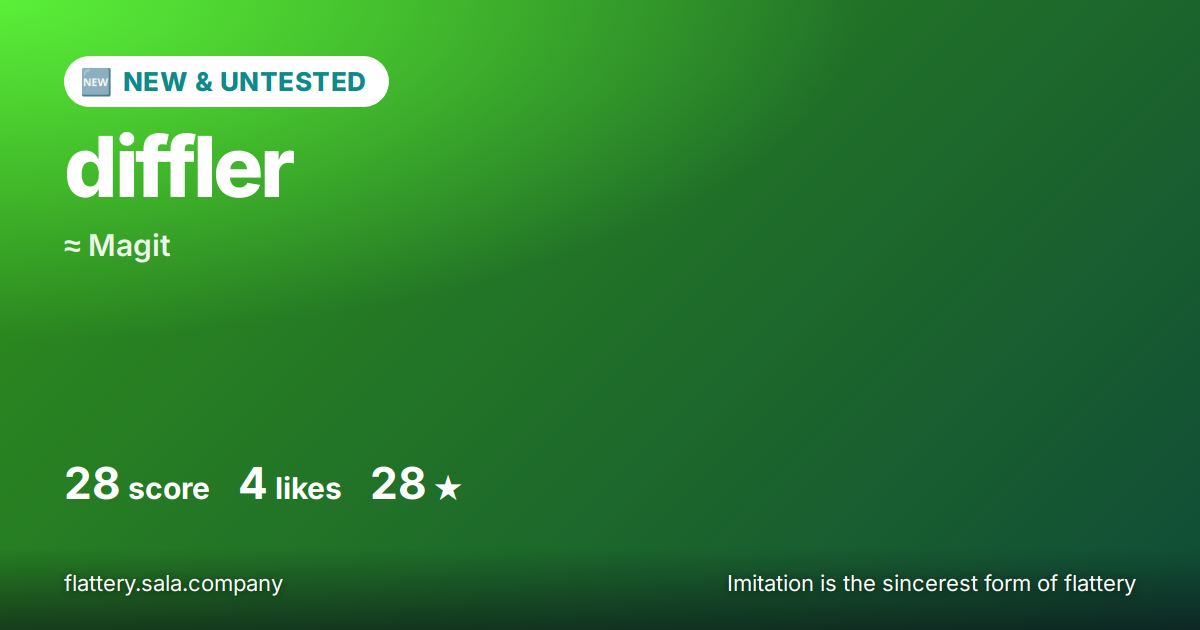 🆕 NEW & UNTESTED
diffler
≈ Magit
28 score 4 likes 28 ★
flattery.sala.company
Imitation is the sincerest form of flattery